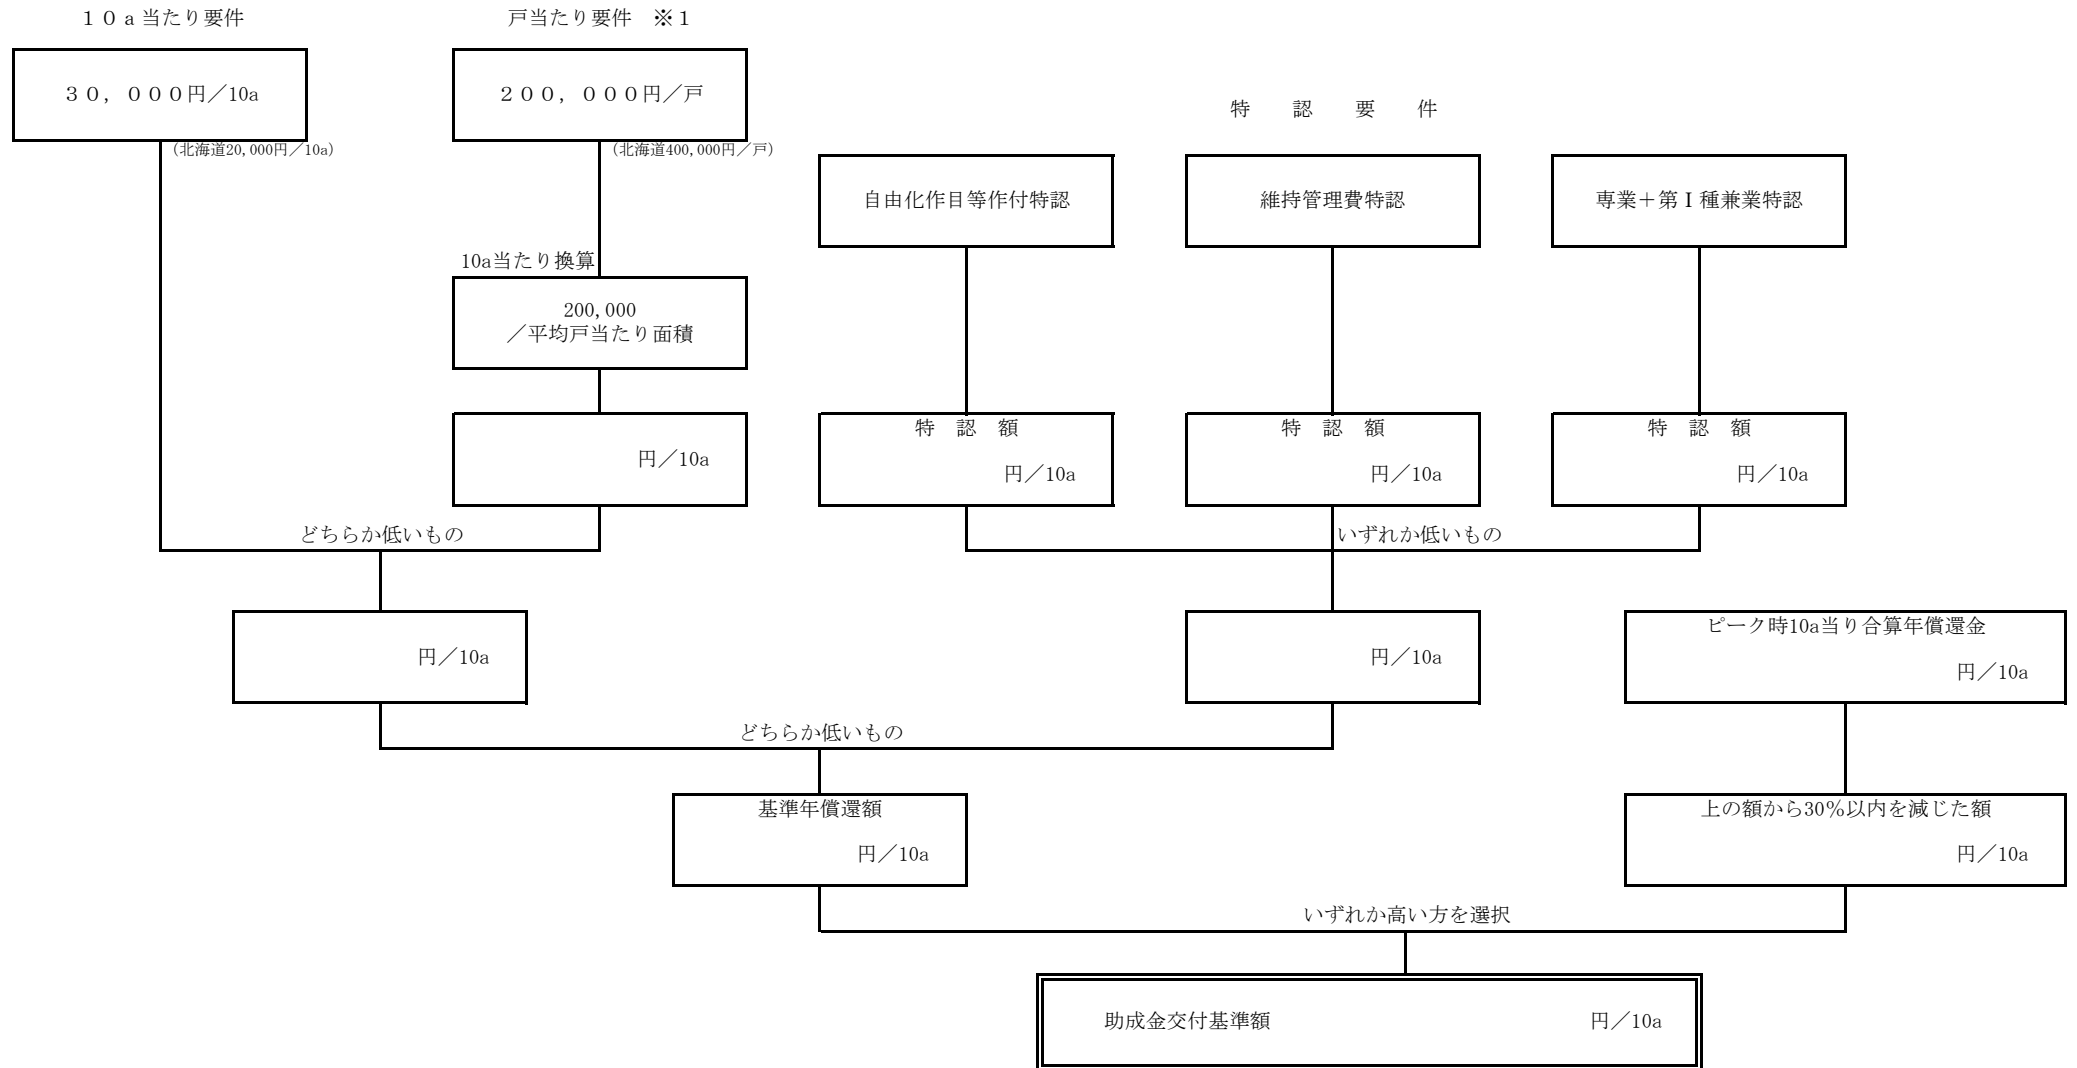 １０ａ当たり要件
戸当たり要件　※１
３０，０００円／10a
２００，０００円／戸
（北海道20,000円／10a）
（北海道400,000円／戸）
特　認　要　件
自由化作目等作付特認
維持管理費特認
専業＋第Ⅰ種兼業特認
10a当たり換算
200,000
／平均戸当たり面積
円／10a
特　認　額
円／10a
特　認　額
円／10a
特　認　額
円／10a
どちらか低いもの
いずれか低いもの
円／10a
円／10a
ピーク時10a当り合算年償還金
円／10a
どちらか低いもの
基準年償還額
円／10a
上の額から30％以内を減じた額
円／10a
いずれか高い方を選択
助成金交付基準額　円／10a